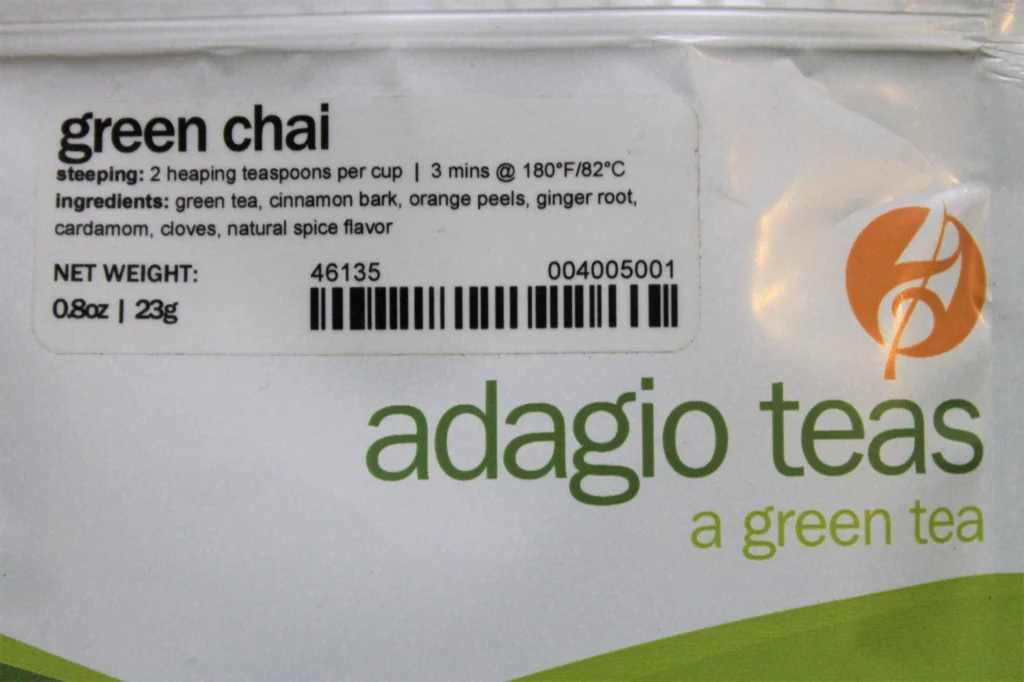 green chai
steeping: 2 heaping teaspoons per cup | 3 mins @ 180°F/82°C
ingredients: green tea, cinnamon bark, orange peels, ginger root,
cardamom, cloves, natural spice flavor
NET WEIGHT:
0.8oz | 23g
46135 004005001
adagio teas
a green tea